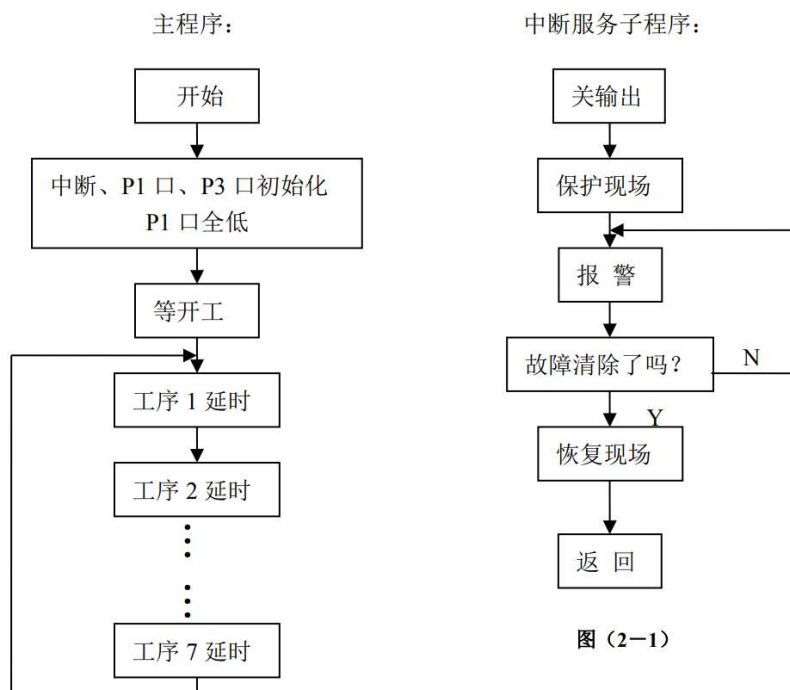 主程序：
开始
中断、P1 口、P3 口初始化
P1 口全低
等开工
工序 1 延时
工序 2 延时
工序 7 延时
中断服务子程序：
关输出
保护现场
报 警
故障清除了吗？
N
Y
恢复现场
返 回
图（2－1）